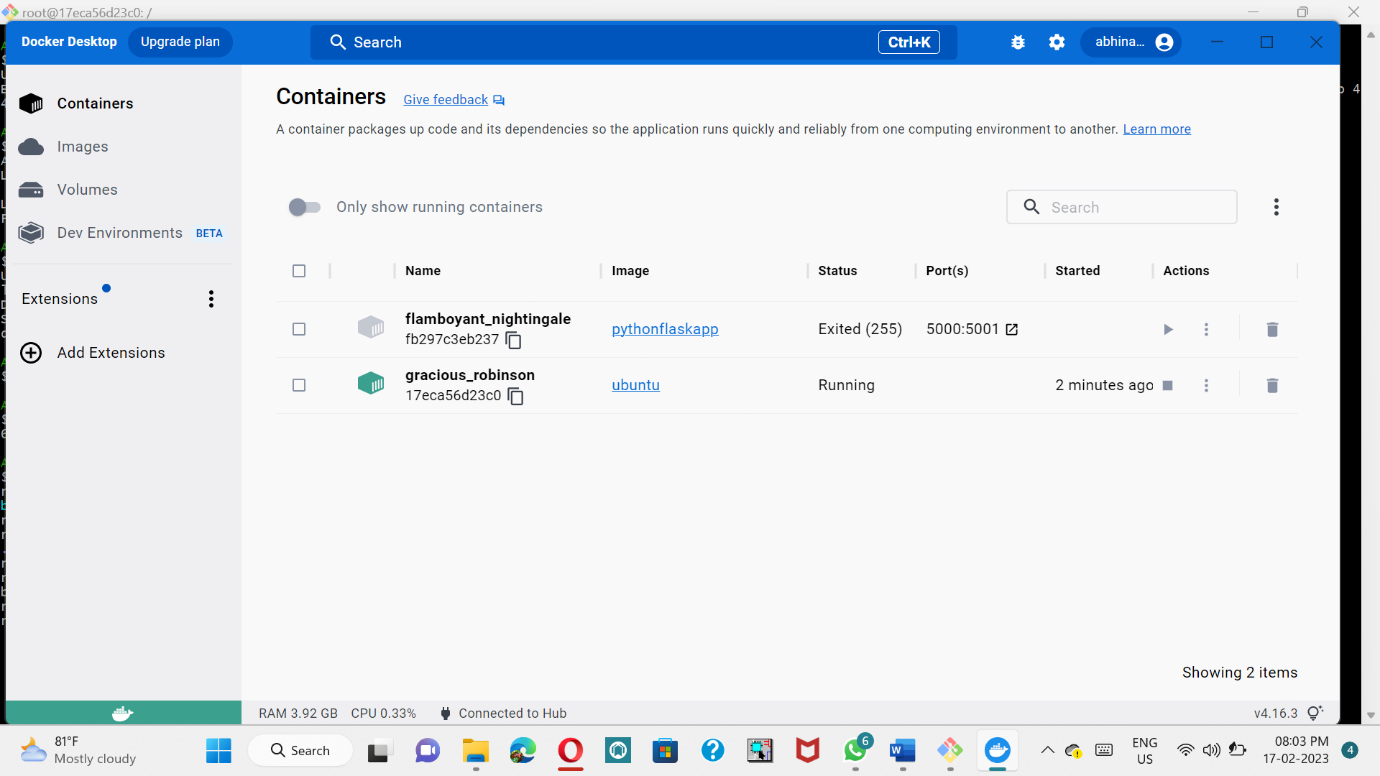 root@17eca56d23c0: /
Docker Desktop Upgrade plan Search Ctrl+K abhina...
Containers
Images
Volumes
Dev Environments BETA
Extensions
Add Extensions
Containers Give feedback
A container packages up code and its dependencies so the application runs quickly and reliably from one computing environment to another. Learn more
Only show running containers Search
Name Image Status Port(s) Started Actions
flamboyant_nightingale
fb297c3eb237 pythonflaskapp Exited (255) 5000:5001
gracious_robinson
17eca56d23c0 ubuntu Running 2 minutes ago
Showing 2 items
RAM 3.92 GB CPU 0.33% Connected to Hub v4.16.3
81°F
Mostly cloudy
Search
6
ENG
US
08:03 PM
17-02-2023
4